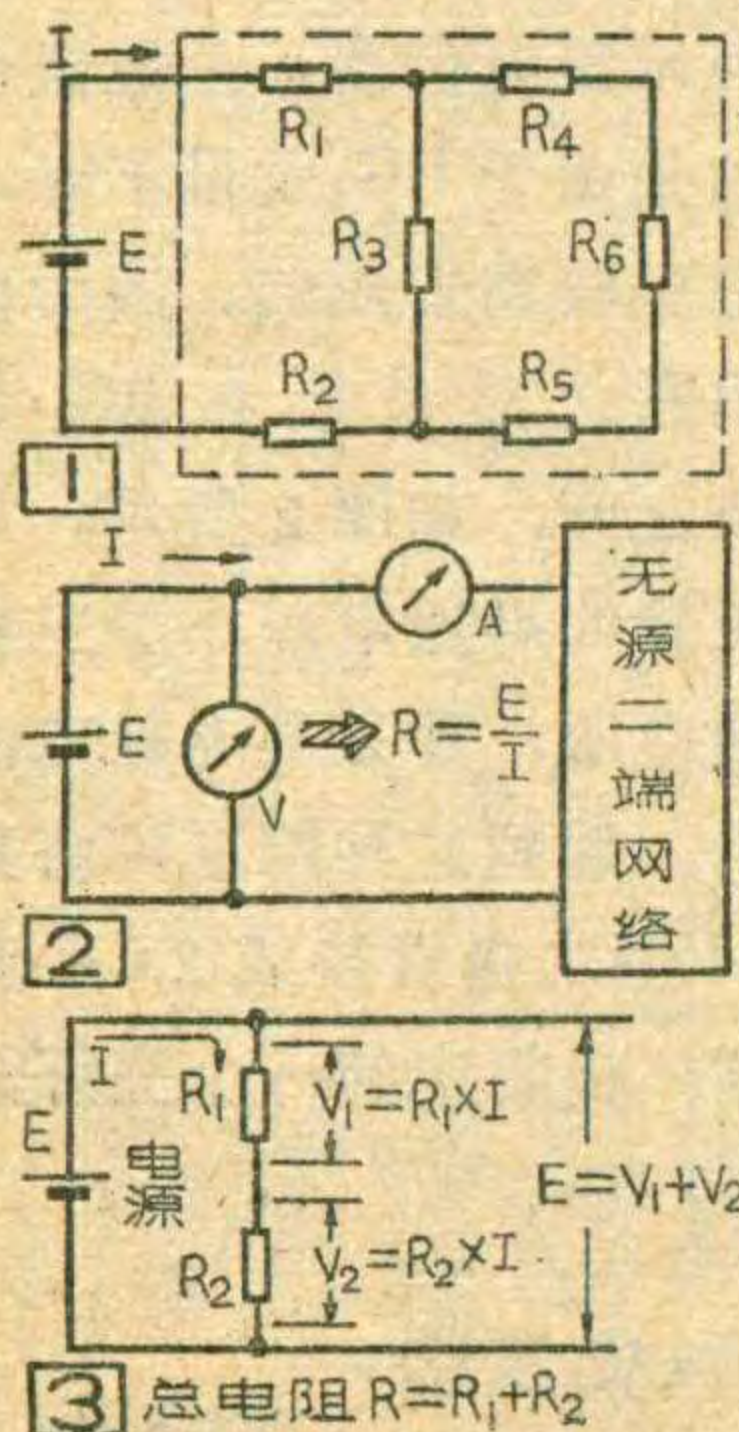 I
R₁ R₄
E R₃ R₆
R₂ R₅
1
I
A
E R=E/I
V
无源二端网络
2
I
R₁ V₁=R₁×I
E 电源 E=V₁+V₂
R₂ V₂=R₂×I
3 总电阻R=R₁+R₂